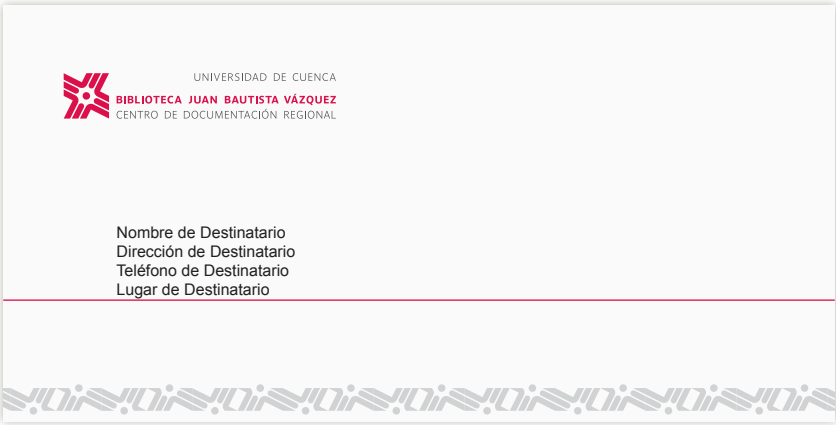 UNIVERSIDAD DE CUENCA
BIBLIOTECA JUAN BAUTISTA VÁZQUEZ
CENTRO DE DOCUMENTACIÓN REGIONAL
Nombre de Destinatario
Dirección de Destinatario
Teléfono de Destinatario
Lugar de Destinatario